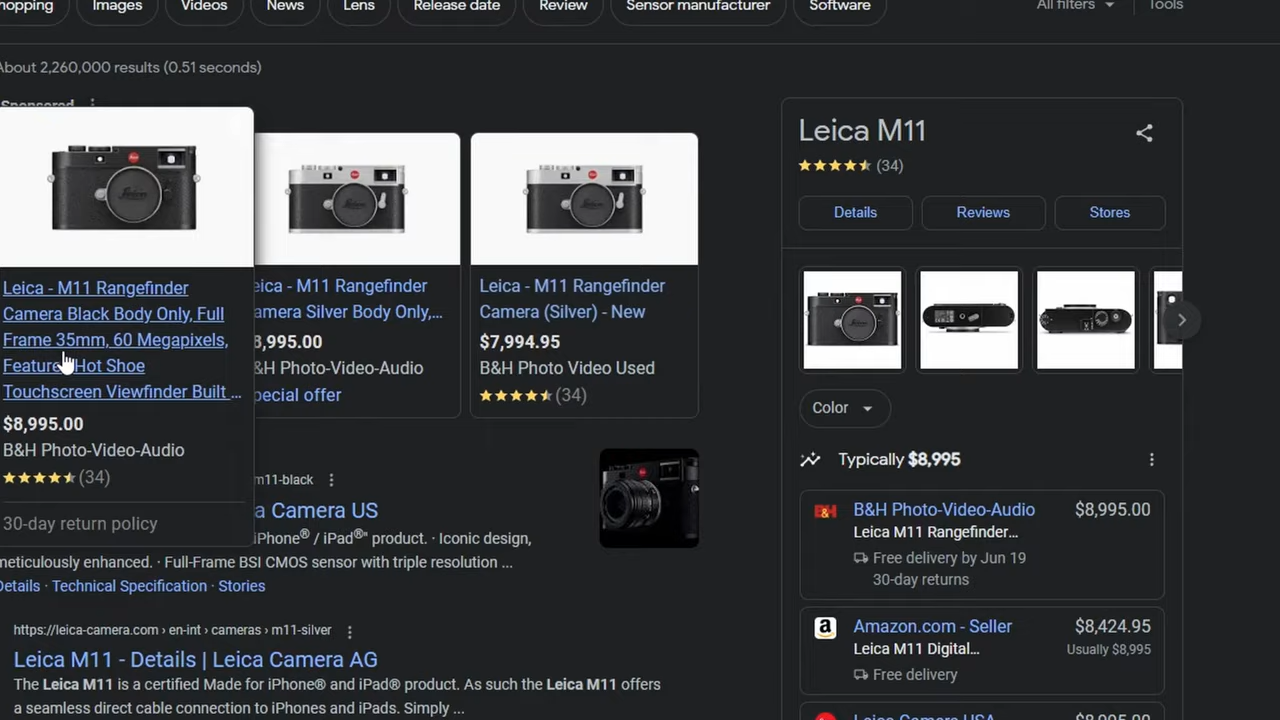 hopping Images Videos News Lens Release date Review Sensor manufacturer Software All filters Tools
About 2,260,000 results (0.51 seconds)
Sponsored
Leica - M11 Rangefinder
Camera Black Body Only, Full
Frame 35mm, 60 Megapixels,
Hot Shoe
Touchscreen Viewfinder Built ...
$8,995.00
B&H Photo-Video-Audio
(34)
30-day return policy
eica - M11 Rangefinder
amera Silver Body Only,...
8,995.00
&H Photo-Video-Audio
pecial offer
Leica - M11 Rangefinder
Camera (Silver) - New
$7,994.95
B&H Photo Video Used
(34)
m11-black
a Camera US
iPhone® / iPad®" product. · Iconic design,
meticulously enhanced. · Full-Frame BSI CMOS sensor with triple resolution ...
Details · Technical Specification · Stories
https://leica-camera.com › en-int › cameras › m11-silver
Leica M11 - Details | Leica Camera AG
The Leica M11 is a certified Made for iPhone® and iPad® product. As such the Leica M11 offers
a seamless direct cable connection to iPhones and iPads. Simply ...
Leica M11
(34)
Details Reviews Stores
Color
Typically $8,995
B&H B&H Photo-Video-Audio $8,995.00
Leica M11 Rangefinder...
Free delivery by Jun 19
30-day returns
Amazon.com - Seller $8,424.95
Leica M11 Digital... Usually $8,995
Free delivery
Leica Camera USA $8,995.00